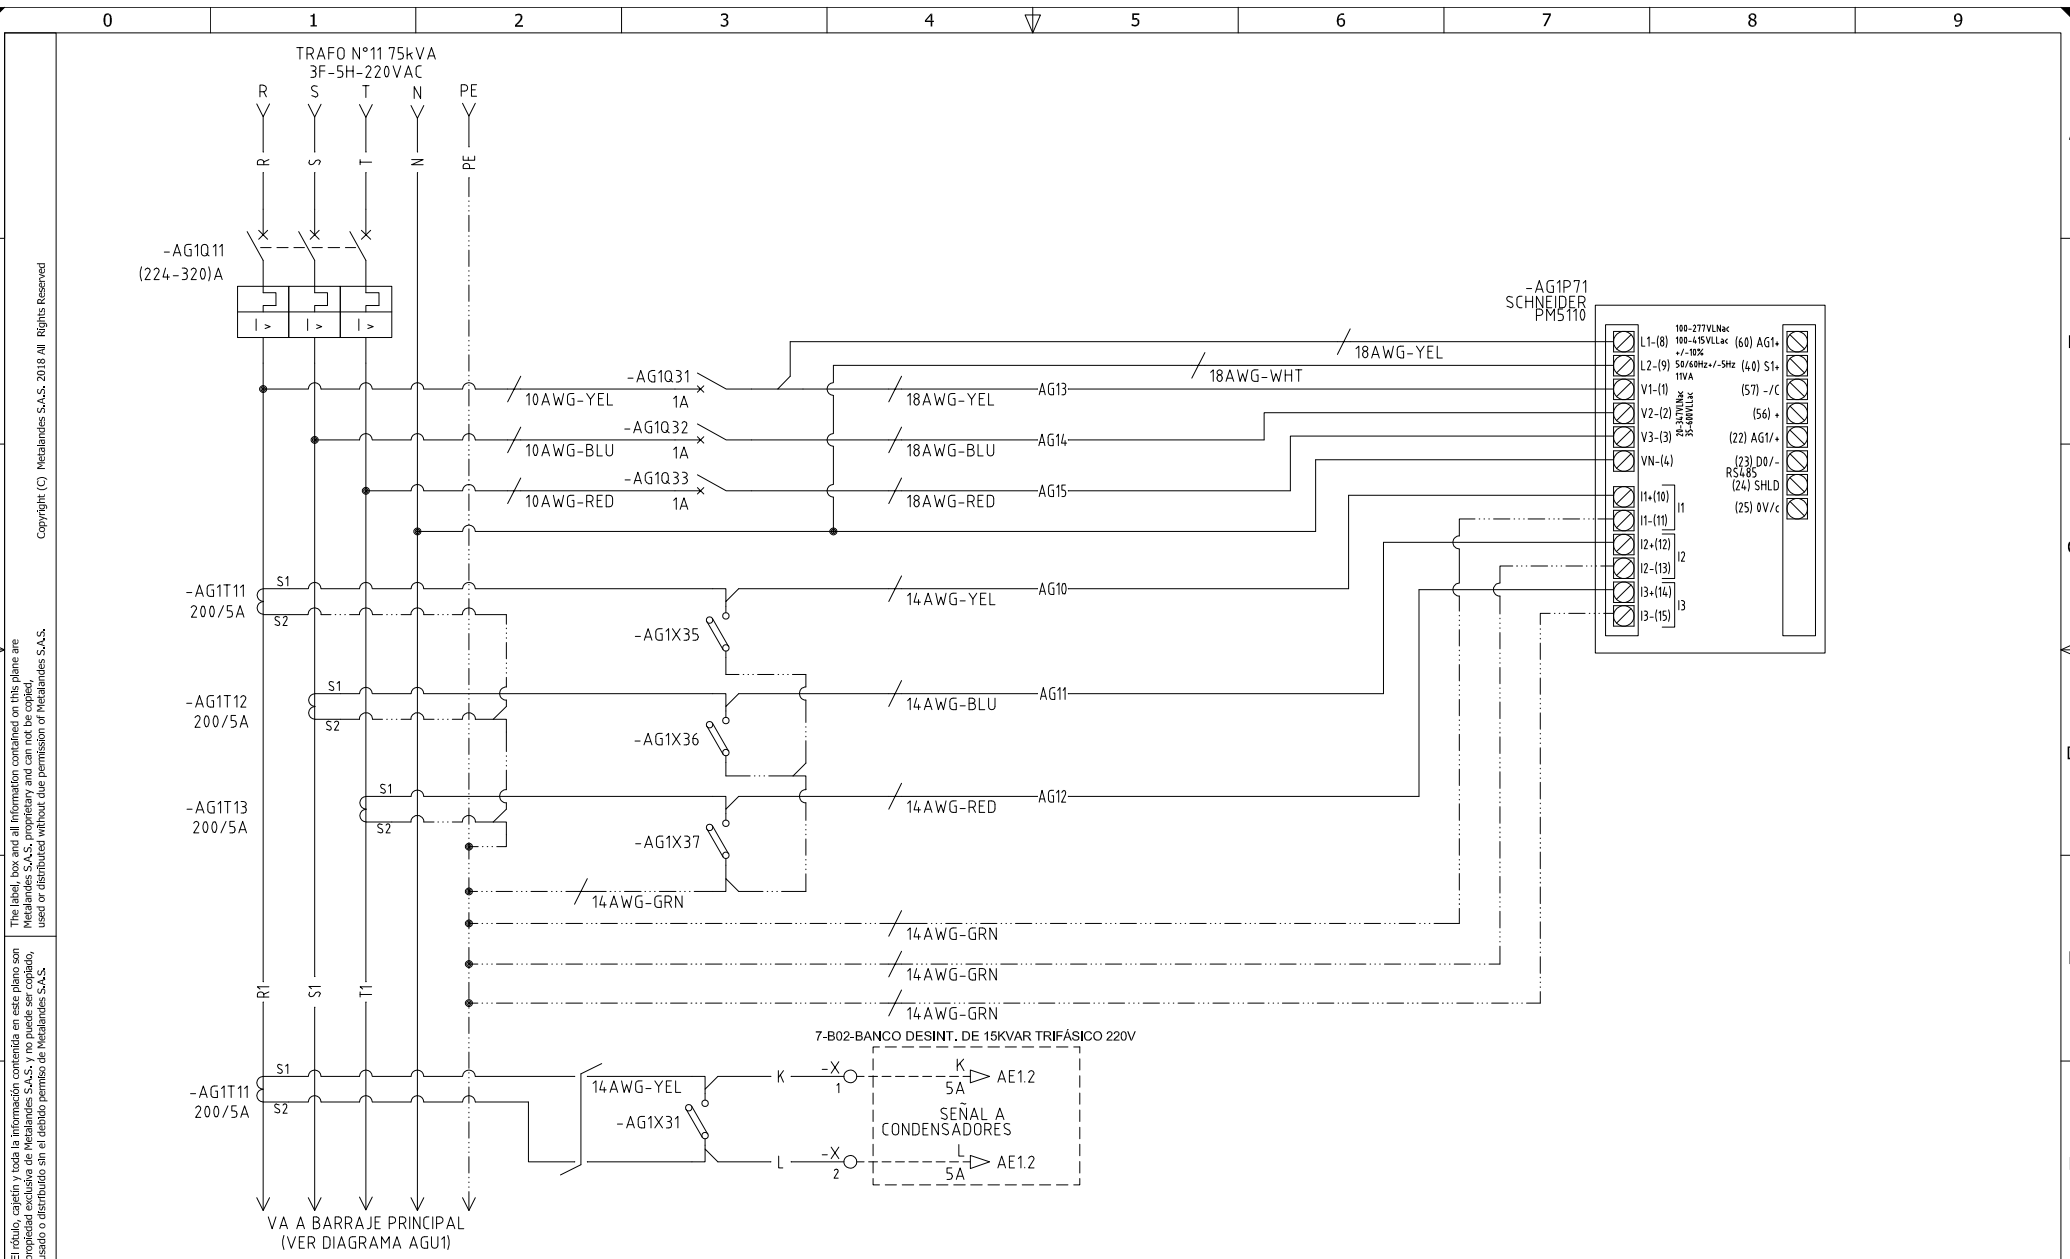 0 1 2 3 4 5 6 7 8 9
TRAFO N°11 75kVA
3F-5H-220VAC
R S T N PE
R S T N PE
-AG1Q11
(224-320)A
I > I > I >
-AG1P71
SCHNEIDER
PM5110
L1-(8)
L2-(9)
V1-(1)
V2-(2)
V3-(3)
VN-(4)
I1+(10)
I1-(11)
I2+(12)
I2-(13)
I3+(14)
I3-(15)
I1
I2
I3
100-277VLNac
100-415VLLac
+/-10%
50/60Hz+/-5Hz
11VA
20-347VLNac
35-600VLLac
(60) AG1+
(40) S1+
(57) -/C
(56) +
(22) AG1/+
(23) D0/-
RS485
(24) SHLD
(25) 0V/c
18AWG-YEL
18AWG-WHT
10AWG-YEL
-AG1Q31
1A
18AWG-YEL
AG13
10AWG-BLU
-AG1Q32
1A
18AWG-BLU
AG14
10AWG-RED
-AG1Q33
1A
18AWG-RED
AG15
-AG1T11
200/5A
S1
S2
-AG1X35
14AWG-YEL
AG10
-AG1T12
200/5A
S1
S2
-AG1X36
14AWG-BLU
AG11
-AG1T13
200/5A
S1
S2
-AG1X37
14AWG-RED
AG12
14AWG-GRN
14AWG-GRN
14AWG-GRN
14AWG-GRN
R1 S1 T1
7-B02-BANCO DESINT. DE 15KVAR TRIFÁSICO 220V
-AG1T11
200/5A
S1
S2
14AWG-YEL
-AG1X31
K
-X
1
K
5A
AE1.2
SEÑAL A
CONDENSADORES
L
-X
2
L
5A
AE1.2
VA A BARRAJE PRINCIPAL
(VER DIAGRAMA AGU1)
Copyright (C) Metalandes S.A.S. 2018 All Rights Reserved
The label, box and all information contained on this plane are
Metalandes S.A.S. proprietary and can not be copied,
used or distributed without due permission of Metalandes S.A.S.
El rótulo, cajetín y toda la información contenida en este plano son
propiedad exclusiva de Metalandes S.A.S. y no puede ser copiado,
usado o distribuido sin el debido permiso de Metalandes S.A.S.